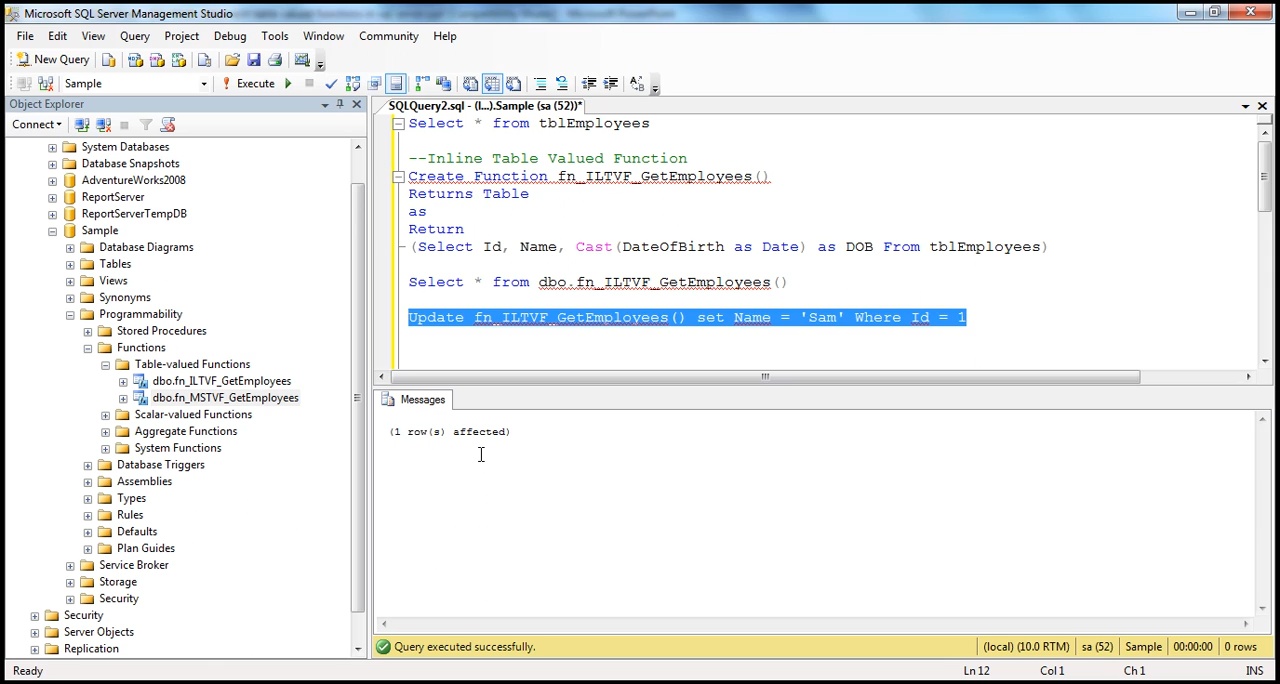 Microsoft SQL Server Management Studio
File Edit View Query Project Debug Tools Window Community Help
New Query
Sample Execute
Object Explorer
Connect
System Databases
Database Snapshots
AdventureWorks2008
ReportServer
ReportServerTempDB
Sample
Database Diagrams
Tables
Views
Synonyms
Programmability
Stored Procedures
Functions
Table-valued Functions
dbo.fn_ILTVF_GetEmployees
dbo.fn_MSTVF_GetEmployees
Scalar-valued Functions
Aggregate Functions
System Functions
Database Triggers
Assemblies
Types
Rules
Defaults
Plan Guides
Service Broker
Storage
Security
Security
Server Objects
Replication
SQLQuery2.sql - (l...).Sample (sa (52))*
Select * from tblEmployees
--Inline Table Valued Function
Create Function fn_ILTVF_GetEmployees()
Returns Table
as
Return
(Select Id, Name, Cast(DateOfBirth as Date) as DOB From tblEmployees)
Select * from dbo.fn_ILTVF_GetEmployees()
Update fn_ILTVF_GetEmployees() set Name = 'Sam' Where Id = 1
Messages
(1 row(s) affected)
Query executed successfully. (local) (10.0 RTM) sa (52) Sample 00:00:00 0 rows
Ready Ln 12 Col 1 Ch 1 INS